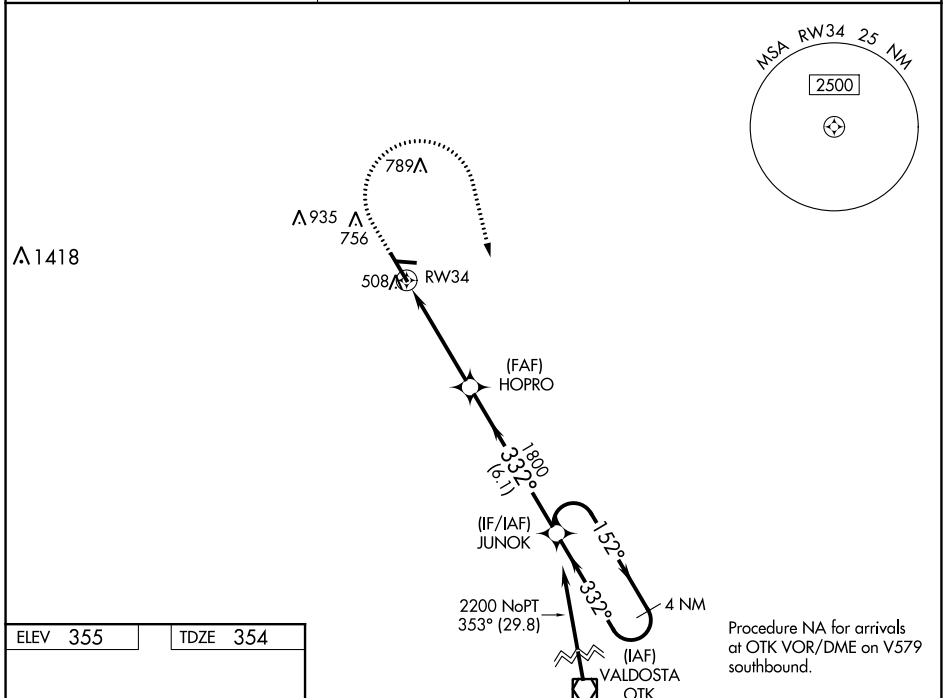 MSA RW34 25 NM
2500
789
935
756
1418
508
RW34
(FAF)
HOPRO
1800
332°
(6.1)
(IF/IAF)
JUNOK
152°
332°
4 NM
2200 NoPT
353° (29.8)
(IAF)
VALDOSTA
OTK
Procedure NA for arrivals
at OTK VOR/DME on V579
southbound.
ELEV 355
TDZE 354